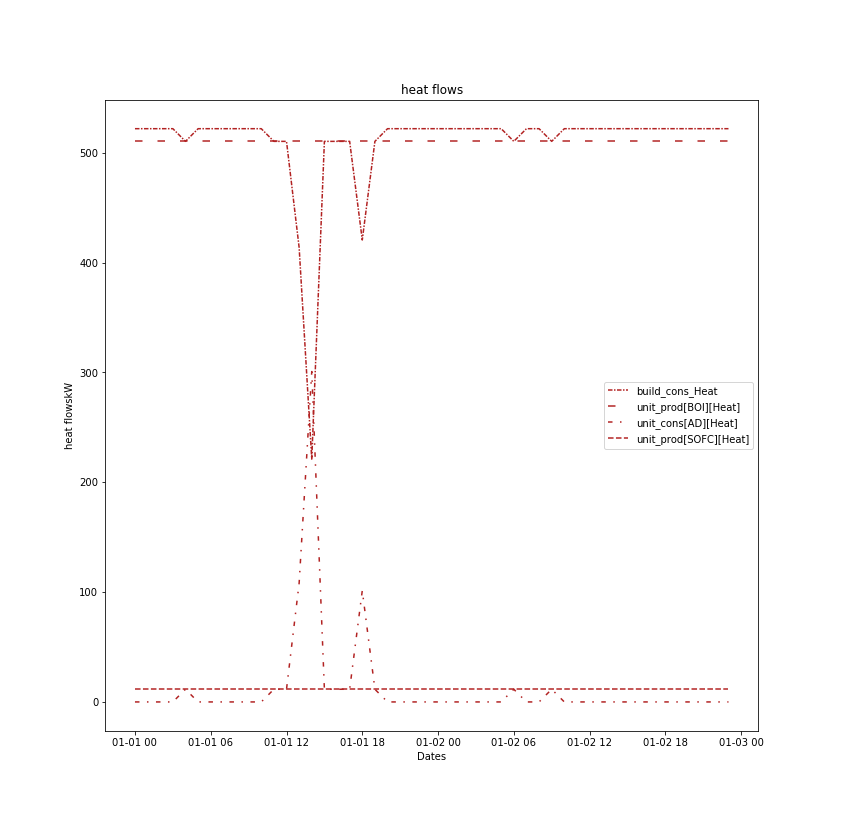 heat flows
heat flowskW
500
400
300
200
100
0
build_cons_Heat
unit_prod[BOI][Heat]
unit_cons[AD][Heat]
unit_prod[SOFC][Heat]
01-01 00 01-01 06 01-01 12 01-01 18 01-02 00 01-02 06 01-02 12 01-02 18 01-03 00
Dates